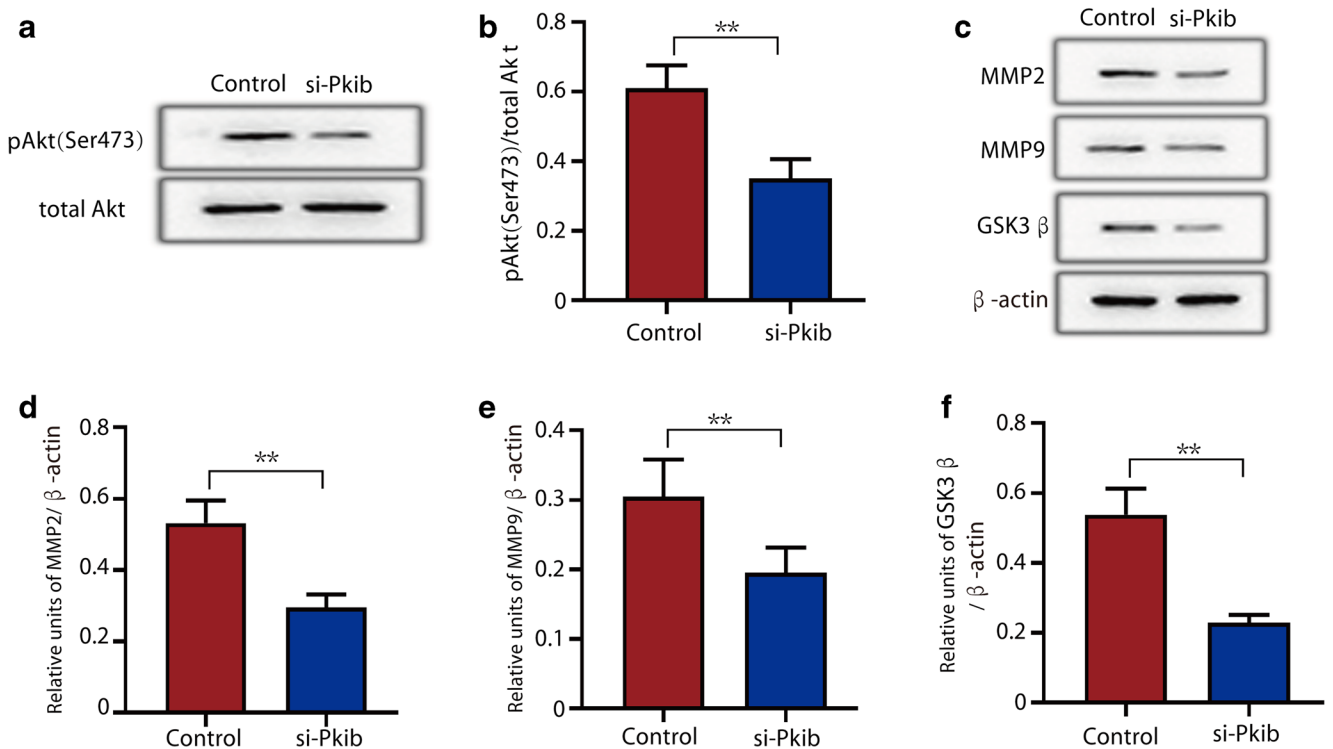 a
Control si-Pkib
pAkt(Ser473)
total Akt
b
pAkt(Ser473)/total Ak t
0.8
0.6
0.4
0.2
0
**
Control si-Pkib
c
Control si-Pkib
MMP2
MMP9
GSK3 β
β -actin
d
Relative units of MMP2/ β -actin
0.8
0.6
0.4
0.2
0
**
Control si-Pkib
e
Relative units of MMP9/ β -actin
0.4
0.3
0.2
0.1
0
**
Control si-Pkib
f
Relative units of GSK3 β
/ β -actin
0.8
0.6
0.4
0.2
0
**
Control si-Pkib